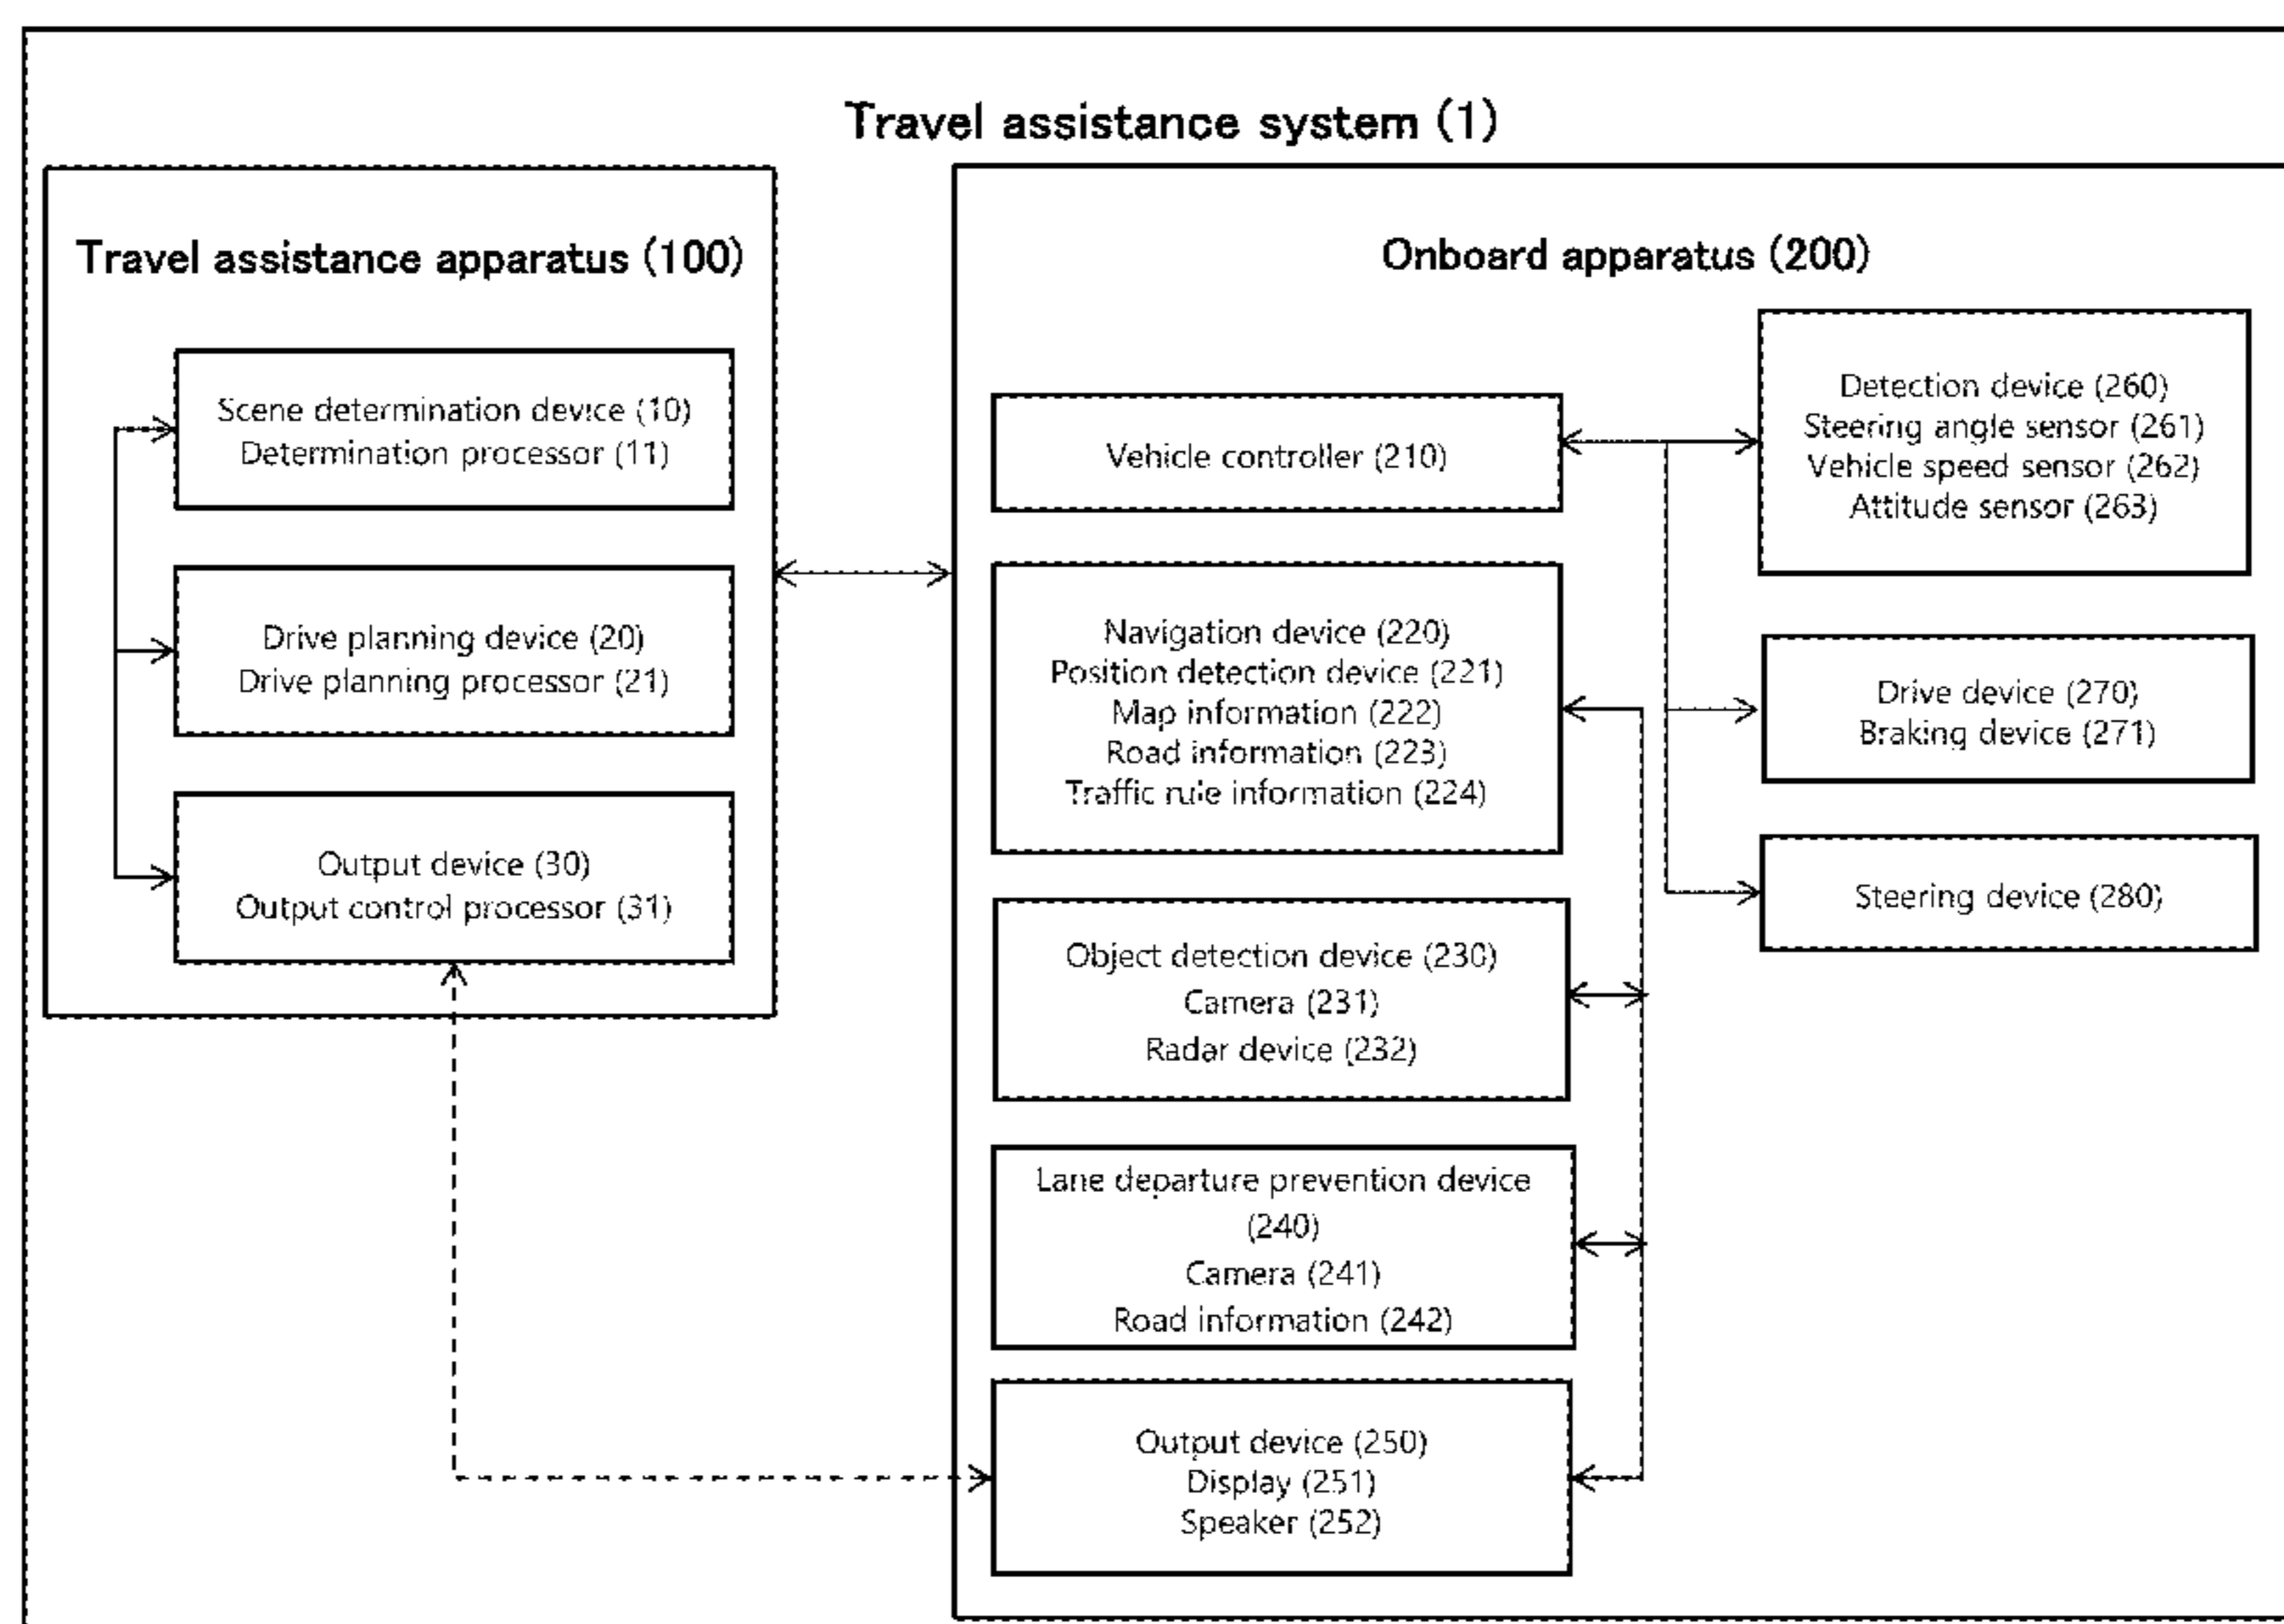 Travel assistance system (1)
Travel assistance apparatus (100)
Scene determination device (10)
Determination processor (11)
Drive planning device (20)
Drive planning processor (21)
Output device (30)
Output control processor (31)
Onboard apparatus (200)
Vehicle controller (210)
Navigation device (220)
Position detection device (221)
Map information (222)
Road information (223)
Traffic rule information (224)
Object detection device (230)
Camera (231)
Radar device (232)
Lane departure prevention device
(240)
Camera (241)
Road information (242)
Output device (250)
Display (251)
Speaker (252)
Detection device (260)
Steering angle sensor (261)
Vehicle speed sensor (262)
Attitude sensor (263)
Drive device (270)
Braking device (271)
Steering device (280)